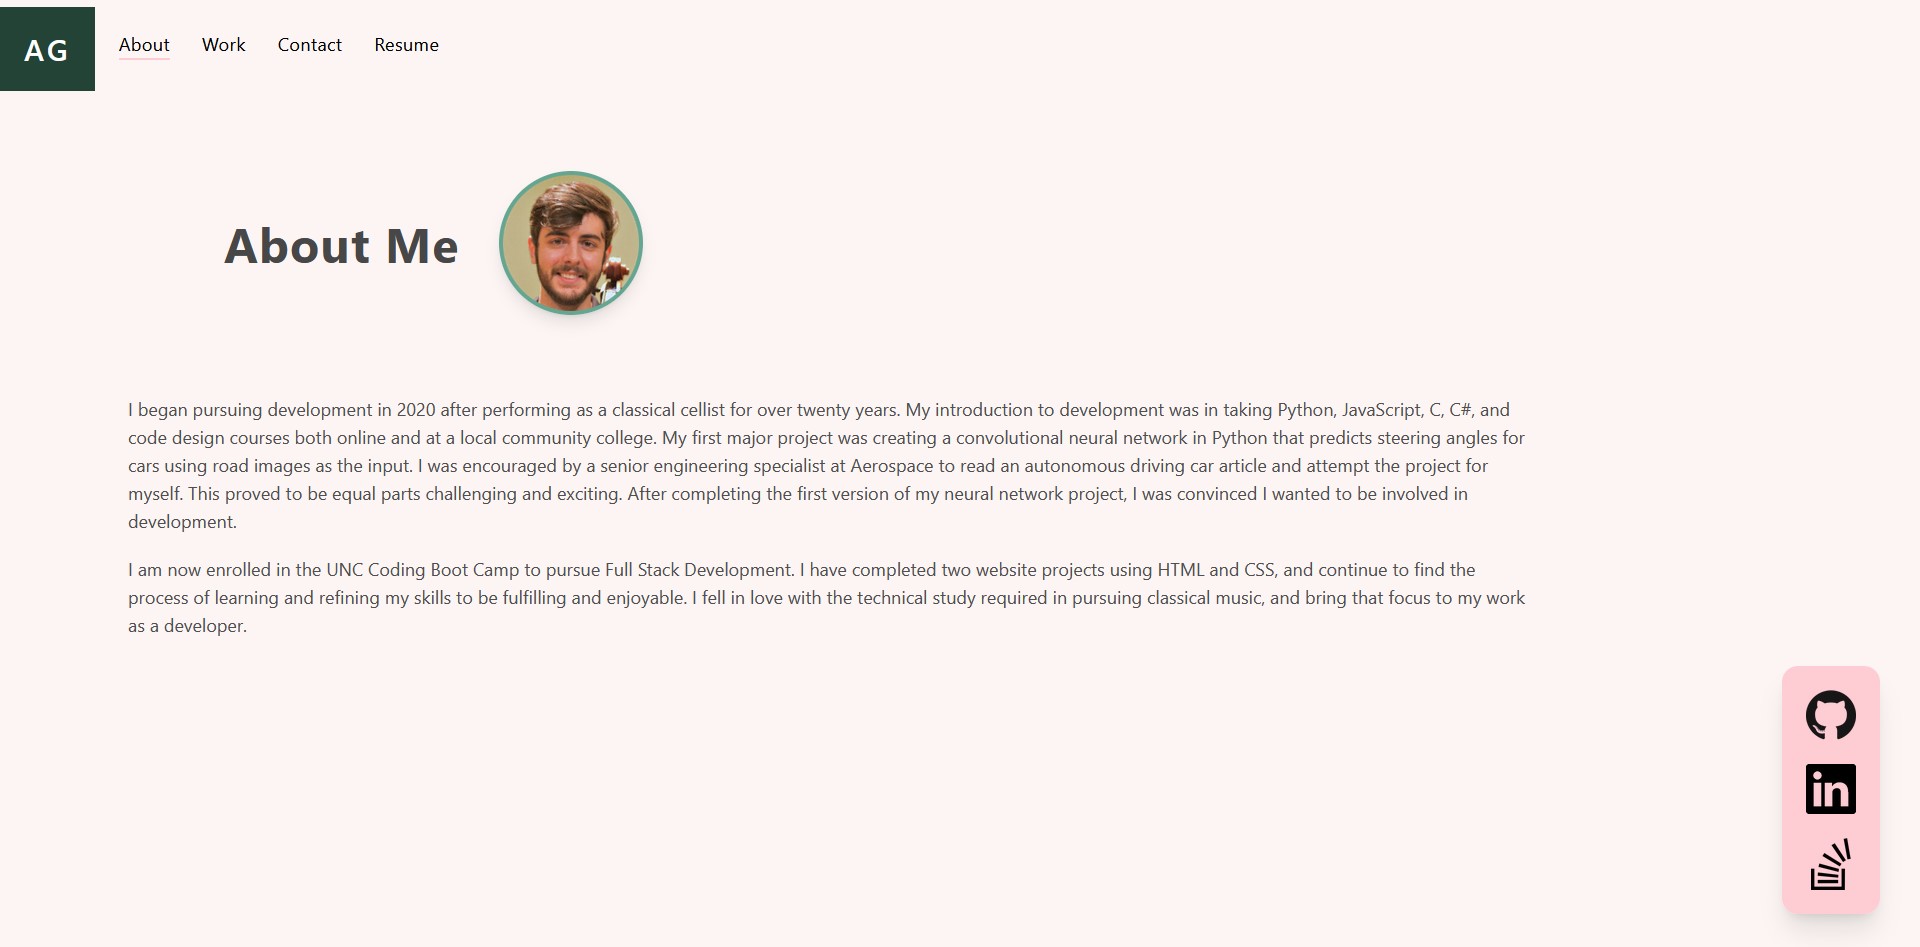 AG
About
Work
Contact
Resume
About Me
I began pursuing development in 2020 after performing as a classical cellist for over twenty years. My introduction to development was in taking Python, JavaScript, C, C#, and
code design courses both online and at a local community college. My first major project was creating a convolutional neural network in Python that predicts steering angles for
cars using road images as the input. I was encouraged by a senior engineering specialist at Aerospace to read an autonomous driving car article and attempt the project for
myself. This proved to be equal parts challenging and exciting. After completing the first version of my neural network project, I was convinced I wanted to be involved in
development.
I am now enrolled in the UNC Coding Boot Camp to pursue Full Stack Development. I have completed two website projects using HTML and CSS, and continue to find the
process of learning and refining my skills to be fulfilling and enjoyable. I fell in love with the technical study required in pursuing classical music, and bring that focus to my work
as a developer.
in